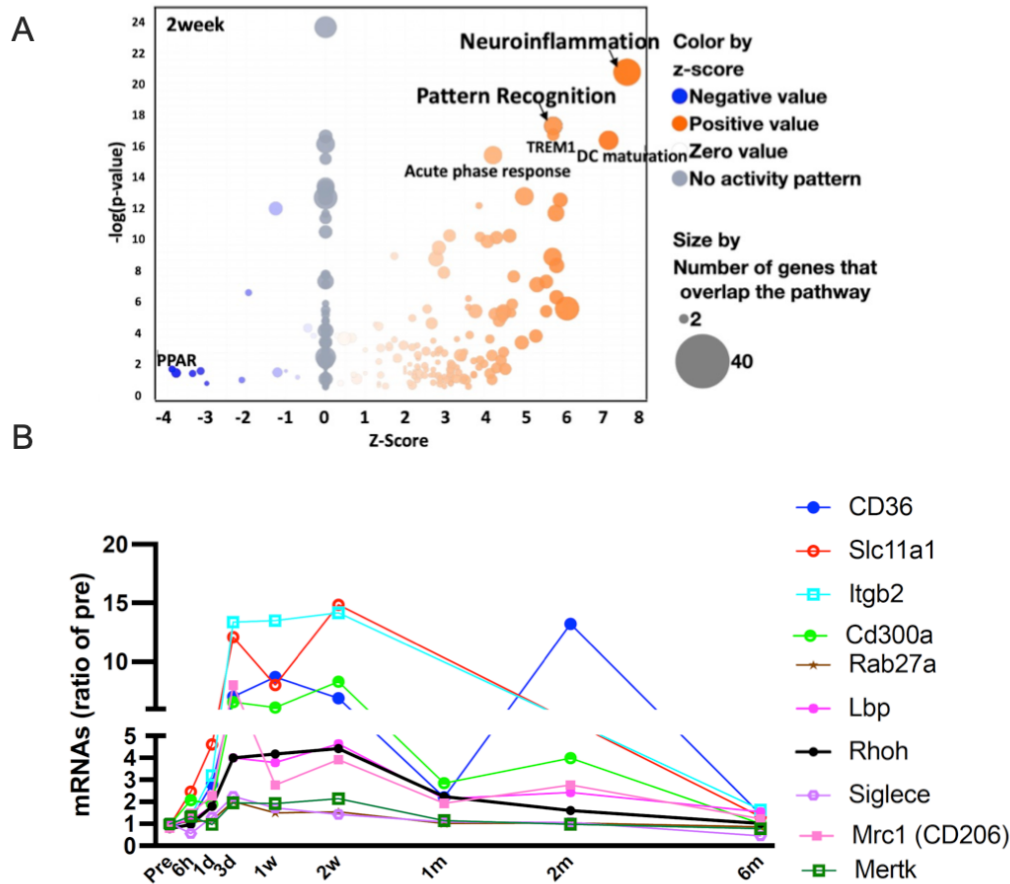 A
2week
Neuroinflammation
Pattern Recognition
TREM1
DC maturation
Acute phase response
PPAR
-log(p-value)
24
22
20
18
16
14
12
10
8
6
4
2
0
-4 -3 -2 -1 0 1 2 3 4 5 6 7 8
Z-Score
Color by
z-score
Negative value
Positive value
Zero value
No activity pattern
Size by
Number of genes that
overlap the pathway
2
40
B
mRNAs (ratio of pre)
20
15
10
5
4
3
2
1
0
Pre 6h 1d 3d 1w 2w 1m 2m 6m
CD36
Slc11a1
Itgb2
Cd300a
Rab27a
Lbp
Rhoh
Siglece
Mrc1 (CD206)
Mertk